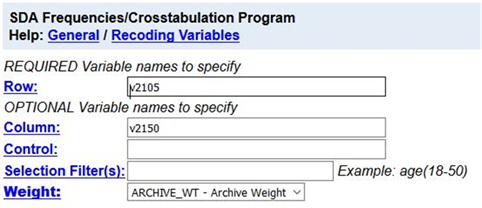 SDA Frequencies/Crosstabulation Program
Help: General / Recoding Variables
REQUIRED Variable names to specify
Row: v2105
OPTIONAL Variable names to specify
Column: v2150
Control:
Selection Filter(s): Example: age(18-50)
Weight: ARCHIVE_WT - Archive Weight